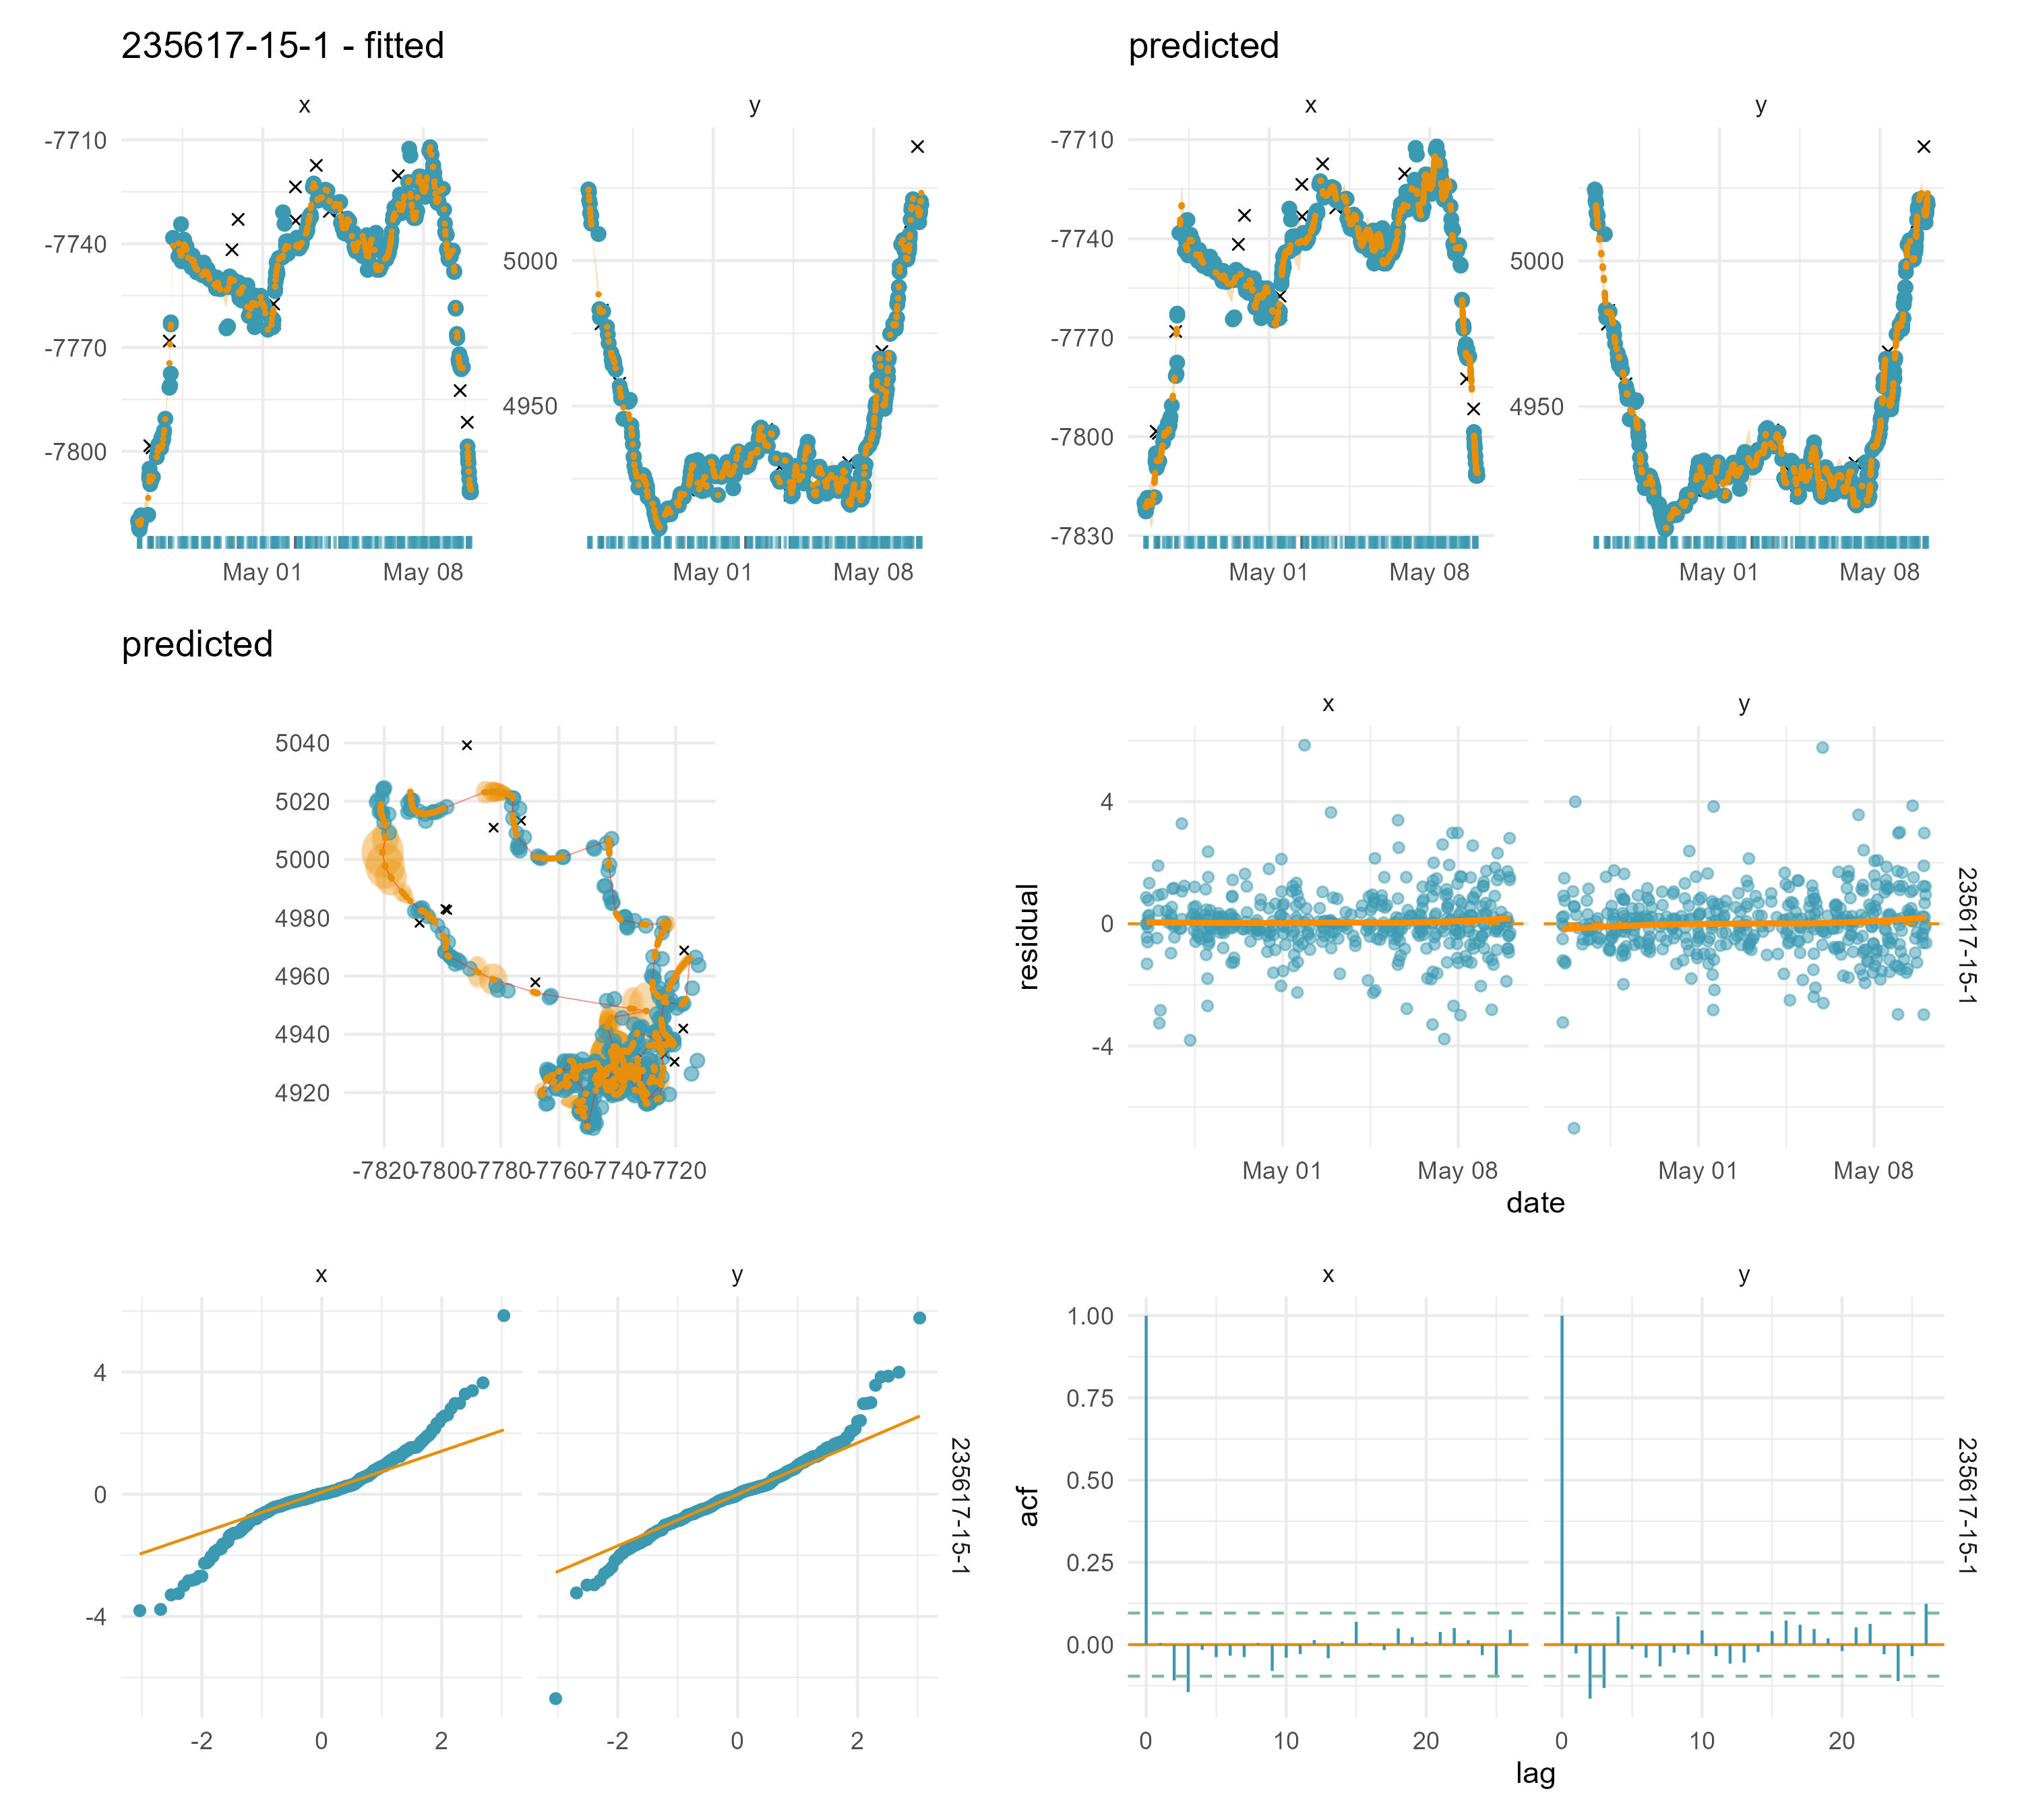 235617-15-1 - fitted
x
y
-7710
-7740
-7770
-7800
5000
4950
May 01
May 08
May 01
May 08
predicted
x
y
-7710
-7740
-7770
-7800
-7830
5000
4950
May 01
May 08
May 01
May 08
predicted
5040
5020
5000
4980
4960
4940
4920
-7820
-7800
-7780
-7760
-7740
-7720
x
y
residual
4
0
-4
May 01
May 08
May 01
May 08
date
235617-15-1
x
y
4
0
-4
-2
0
2
-2
0
2
235617-15-1
x
y
acf
1.00
0.75
0.50
0.25
0.00
0
10
20
0
10
20
lag
235617-15-1